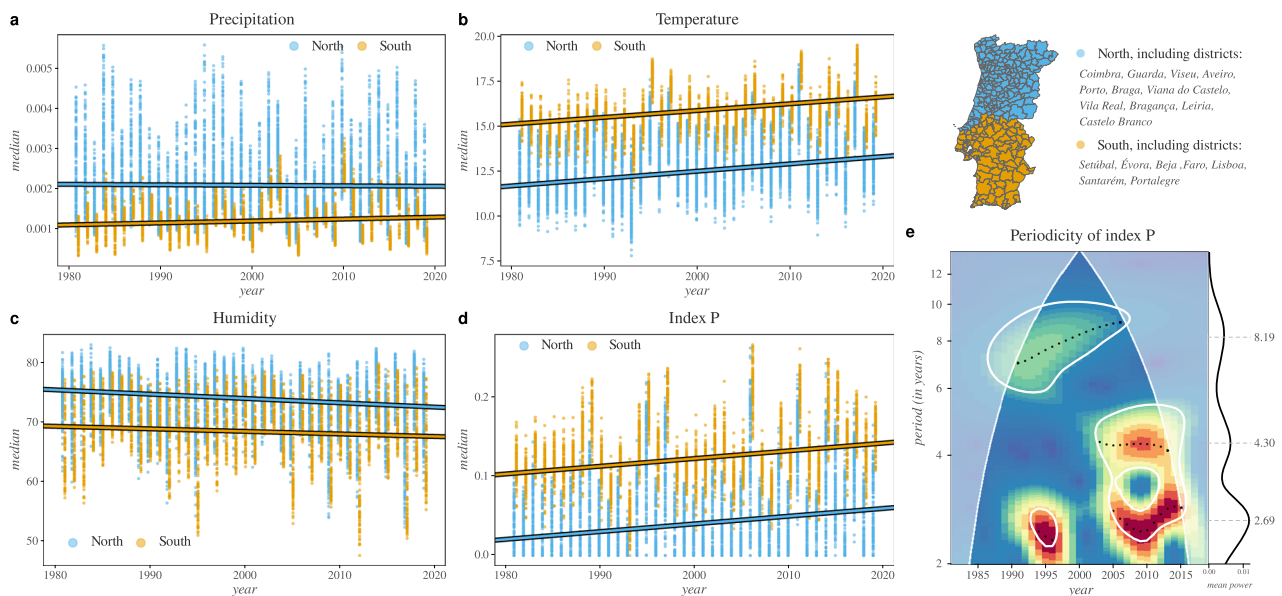 a
Precipitation
North
South
0.005
0.004
0.003
0.002
0.001
median
1980
1990
2000
2010
2020
year
b
Temperature
North
South
20.0
17.5
15.0
12.5
10.0
7.5
median
1980
1990
2000
2010
2020
year
North, including districts:
Coimbra, Guarda, Viseu, Aveiro,
Porto, Braga, Viana do Castelo,
Vila Real, Bragança, Leiria,
Castelo Branco
South, including districts:
Setúbal, Évora, Beja ,Faro, Lisboa,
Santarém, Portalegre
c
Humidity
80
70
60
50
median
North
South
1980
1990
2000
2010
2020
year
d
Index P
North
South
0.2
0.1
0.0
median
1980
1990
2000
2010
2020
year
e
Periodicity of index P
12
10
8
6
4
2
period (in years)
1985
1990
1995
2000
2005
2010
2015
year
8.19
4.30
2.69
0.00
0.01
mean power